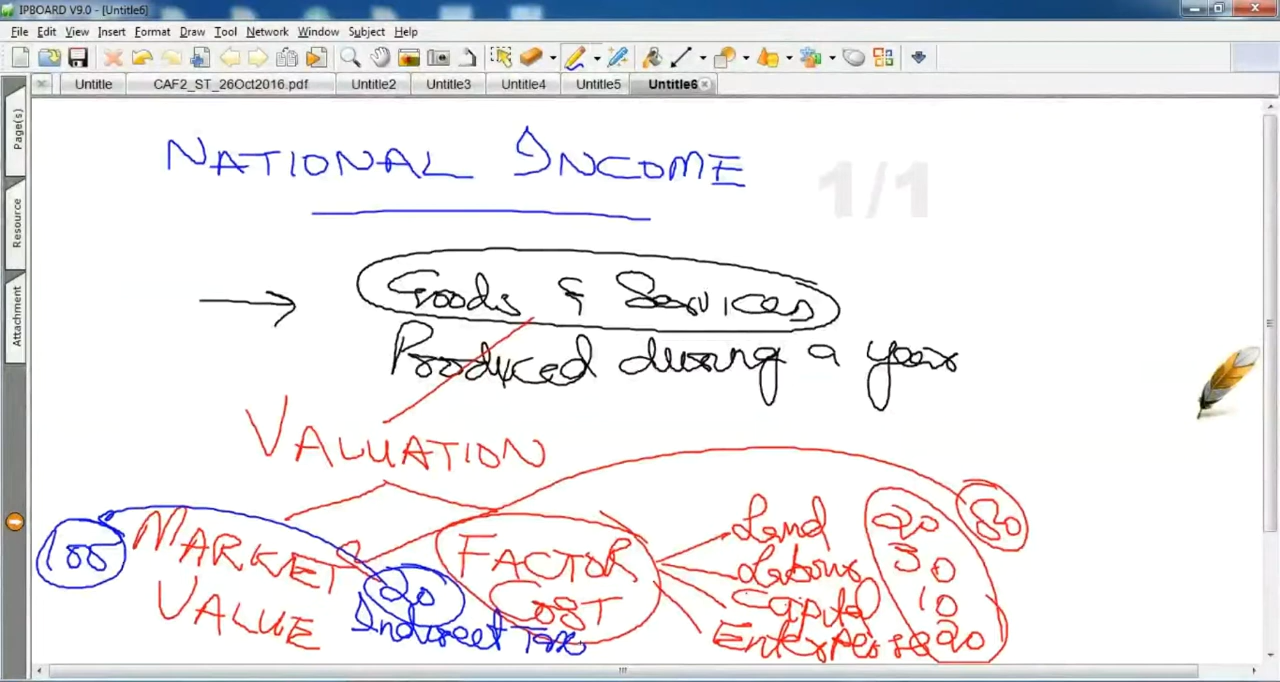 IPBOARD V9.0 - [Untitled6]
File Edit View Insert Format Draw Tool Network Window Subject Help
Untitle CAF2_ST_26Oct2016.pdf Untitle2 Untitle3 Untitle4 Untitle5 Untitle6
Page(s)
Resource
Attachment
1/1
NATIONAL INCOME
Goods & Services
Produced during a year
VALUATION
100 MARKET VALUE
20
Indirect Tax
FACTOR COST
Land 20
Labour 30
Capital 10
Enterperse 20
80